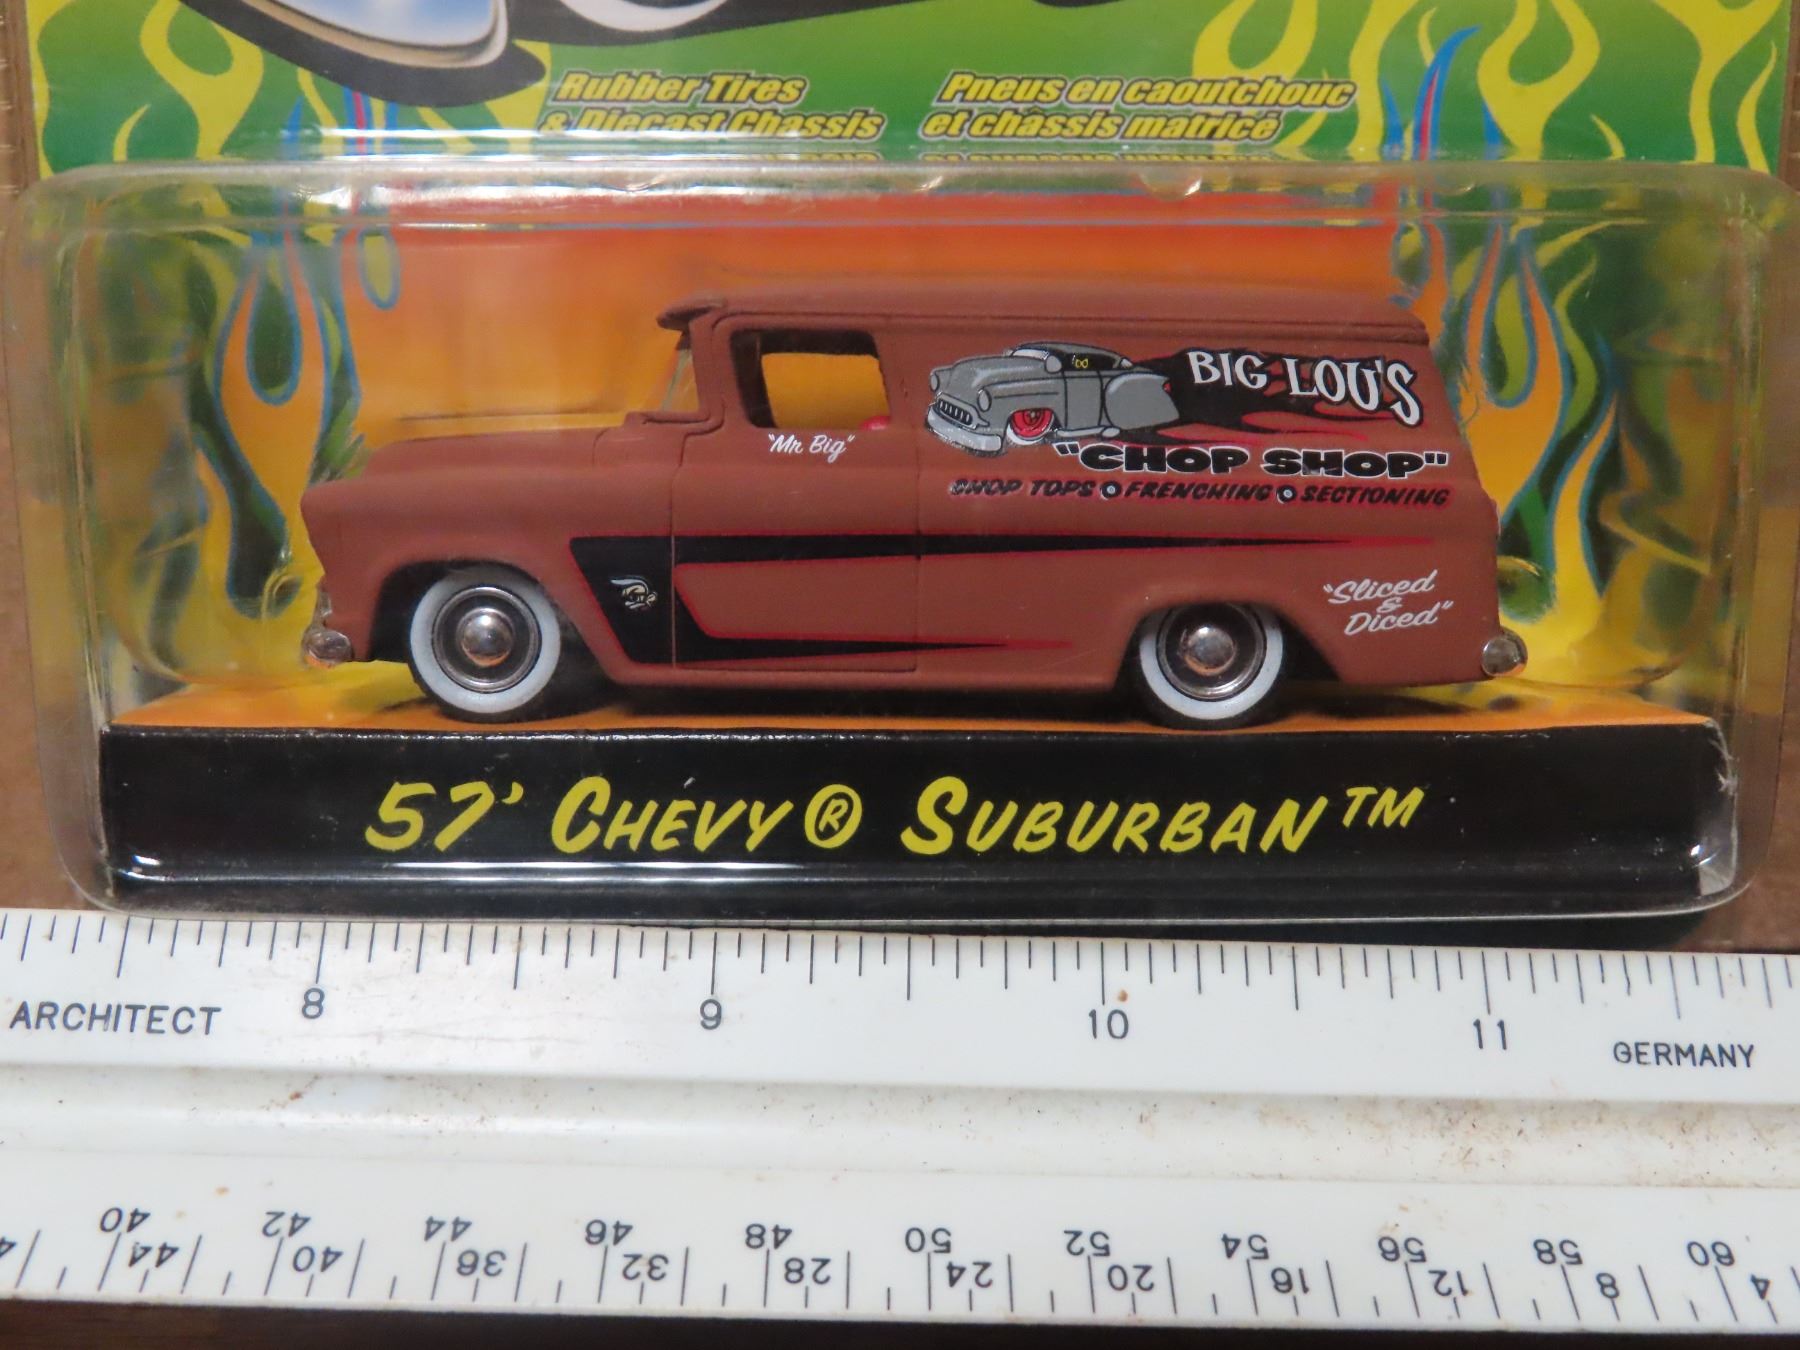 Rubber Tires
& Diecast Chassis
Pneus en caoutchouc
et châssis matricé
BIG LOU'S
"CHOP SHOP"
SHOP TOPS • FRENCHING • SECTIONING
"Mr. Big"
"Sliced
&
Diced"
57' CHEVY® SUBURBAN™
8 9 10 11
ARCHITECT
GERMANY
40 42 44 46 48 50 52 54 56 58 60
44 40 36 32 28 24 20 16 12 8 4